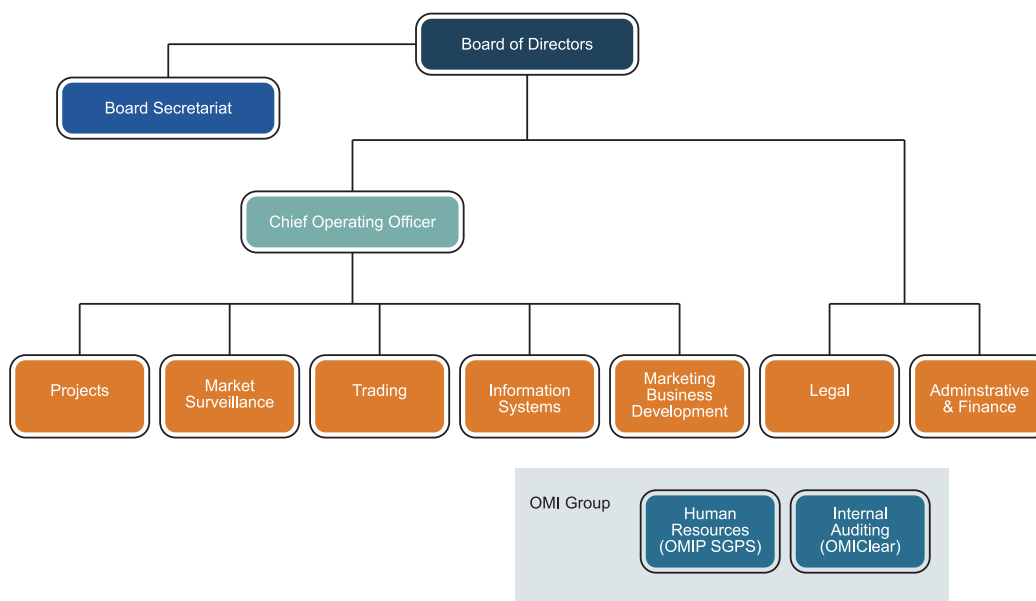 Board of Directors
Board Secretariat
Chief Operating Officer
Projects
Market
Surveillance
Trading
Information
Systems
Marketing
Business
Development
Legal
Adminstrative
& Finance
OMI Group
Human
Resources
(OMIP SGPS)
Internal
Auditing
(OMIClear)